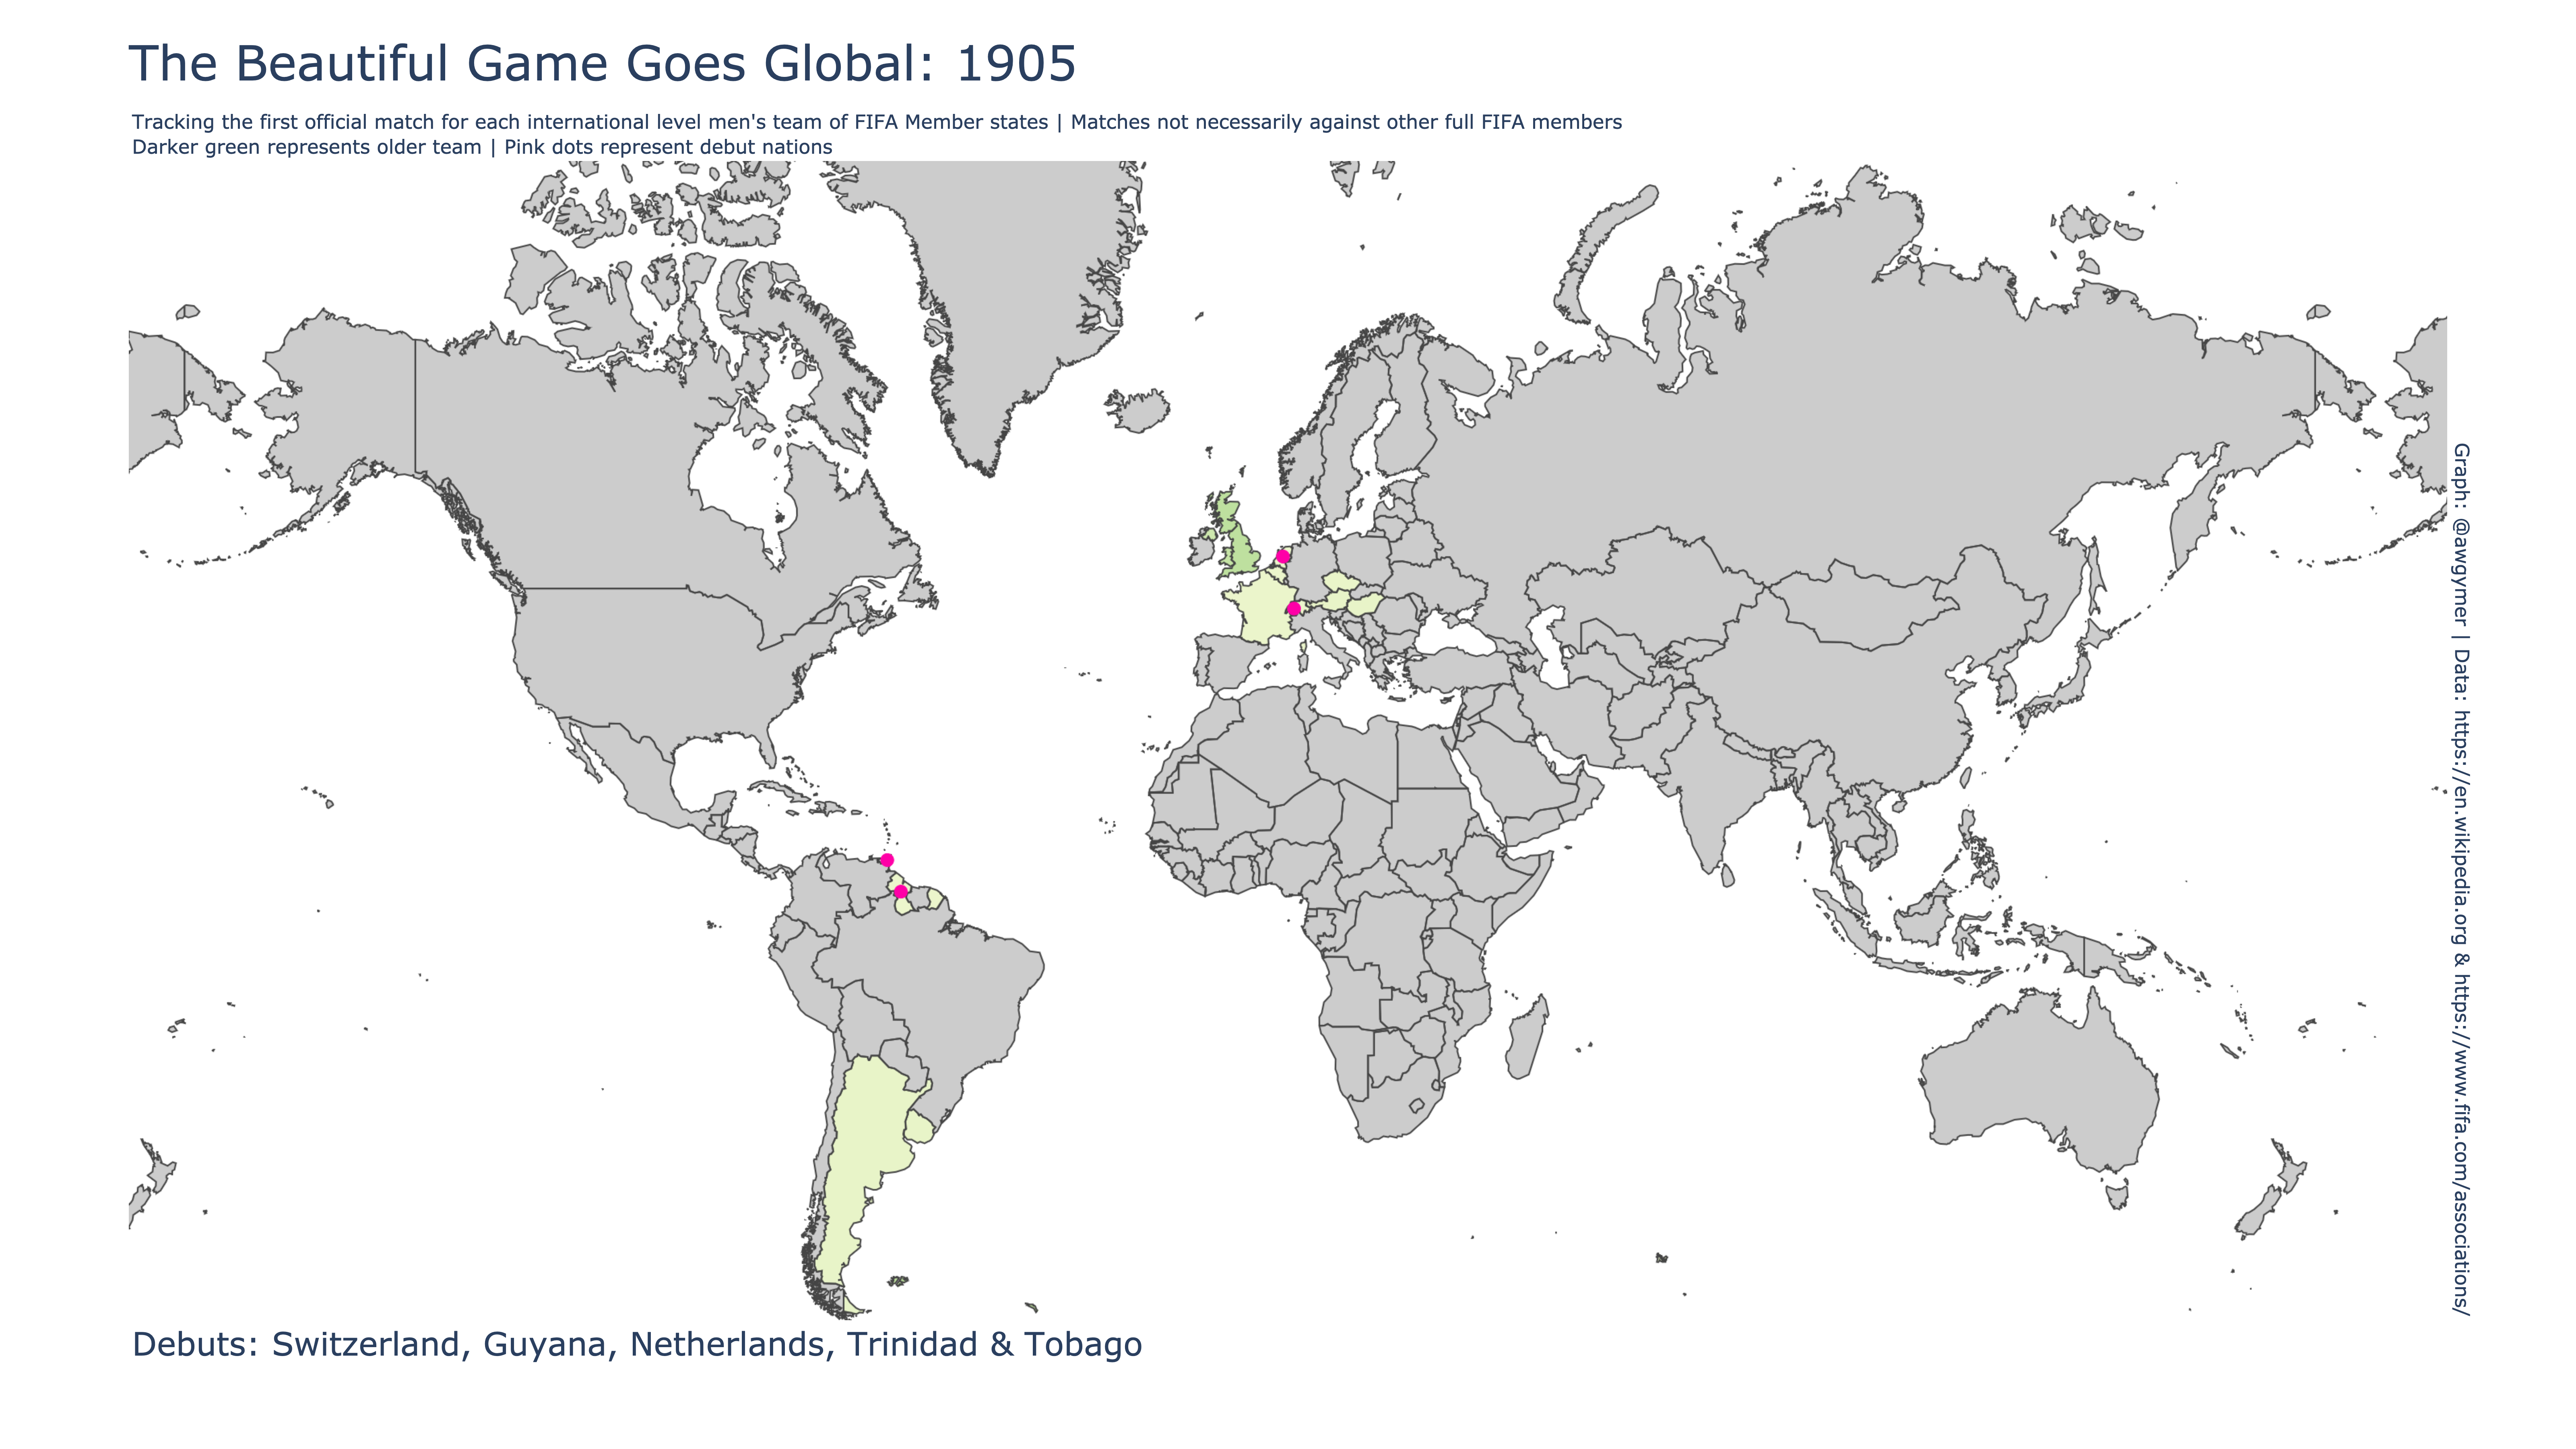 The Beautiful Game Goes Global: 1905
Tracking the first official match for each international level men's team of FIFA Member states | Matches not necessarily against other full FIFA members
Darker green represents older team | Pink dots represent debut nations
Graph: @awgymer | Data: https://en.wikipedia.org & https://www.fifa.com/associations/
Debuts: Switzerland, Guyana, Netherlands, Trinidad & Tobago